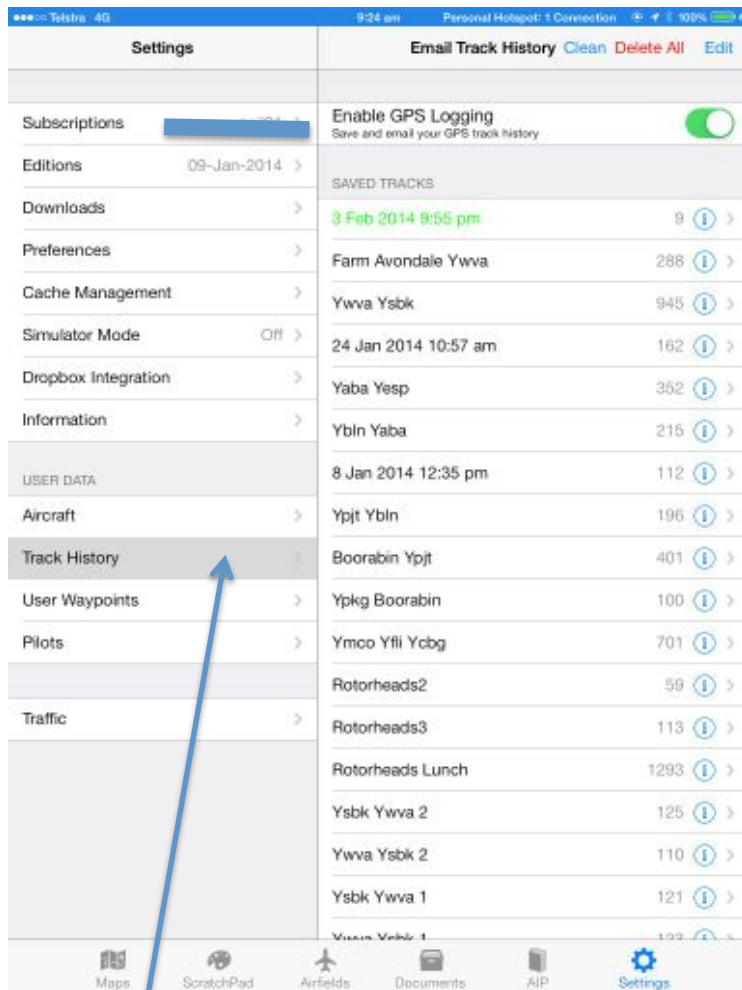 Telstra 4G
9:24 am
Personal Hotspot: 1 Connection
100%
Settings
Subscriptions
Editions 09-Jan-2014
Downloads
Preferences
Cache Management
Simulator Mode Off
Dropbox Integration
Information
USER DATA
Aircraft
Track History
User Waypoints
Pilots
Traffic
Email Track History Clean Delete All Edit
Enable GPS Logging
Save and email your GPS track history
SAVED TRACKS
3 Feb 2014 9:55 pm 9
Farm Avondale Ywva 288
Ywva Ysbk 945
24 Jan 2014 10:57 am 162
Yaba Yesp 352
Ybln Yaba 215
8 Jan 2014 12:35 pm 112
Ypjt Ybln 196
Boorabin Ypjt 401
Ypkg Boorabin 100
Ymco Yfli Ycbg 701
Rotorheads2 59
Rotorheads3 113
Rotorheads Lunch 1293
Ysbk Ywva 2 125
Ywva Ysbk 2 110
Ysbk Ywva 1 121
Ywva Ysbk 1
Maps
ScratchPad
Airfields
Documents
AIP
Settings